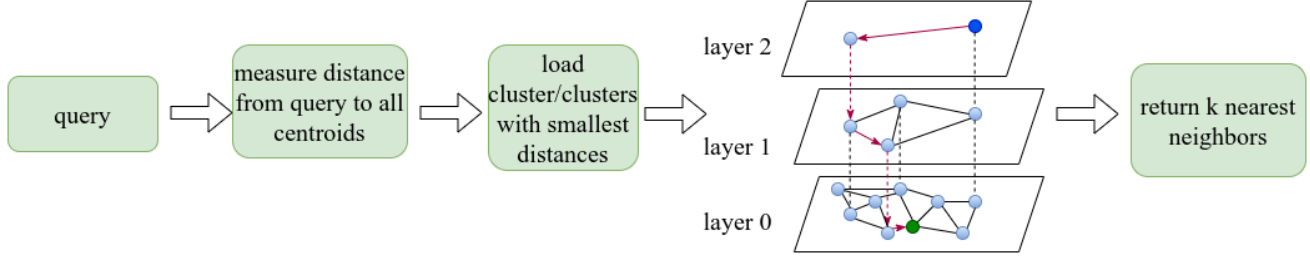 query
measure distance
from query to all
centroids
load
cluster/clusters
with smallest
distances
layer 2
layer 1
layer 0
return k nearest
neighbors